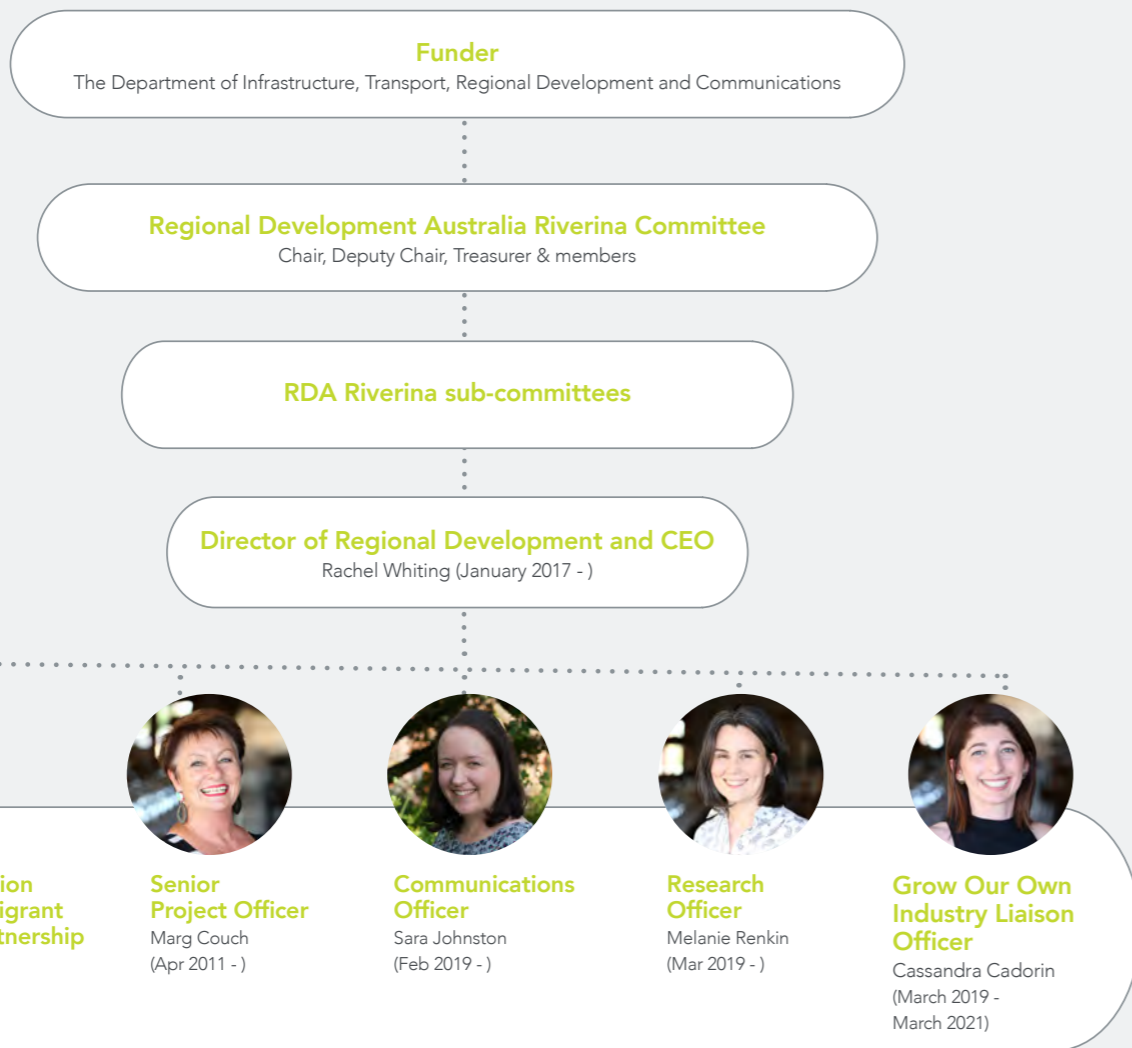 Funder
The Department of Infrastructure, Transport, Regional Development and Communications
Regional Development Australia Riverina Committee
Chair, Deputy Chair, Treasurer & members
RDA Riverina sub-committees
Director of Regional Development and CEO
Rachel Whiting (January 2017 - )
Senior
Project Officer
Marg Couch
(Apr 2011 - )
Communications
Officer
Sara Johnston
(Feb 2019 - )
Research
Officer
Melanie Renkin
(Mar 2019 - )
Grow Our Own
Industry Liaison
Officer
Cassandra Cadorin
(March 2019 -
March 2021)